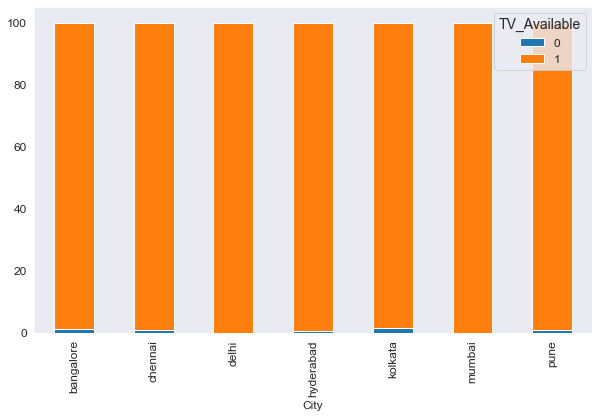 TV_Available
0
1
100
80
60
40
20
0
bangalore
chennai
delhi
hyderabad
kolkata
mumbai
pune
City